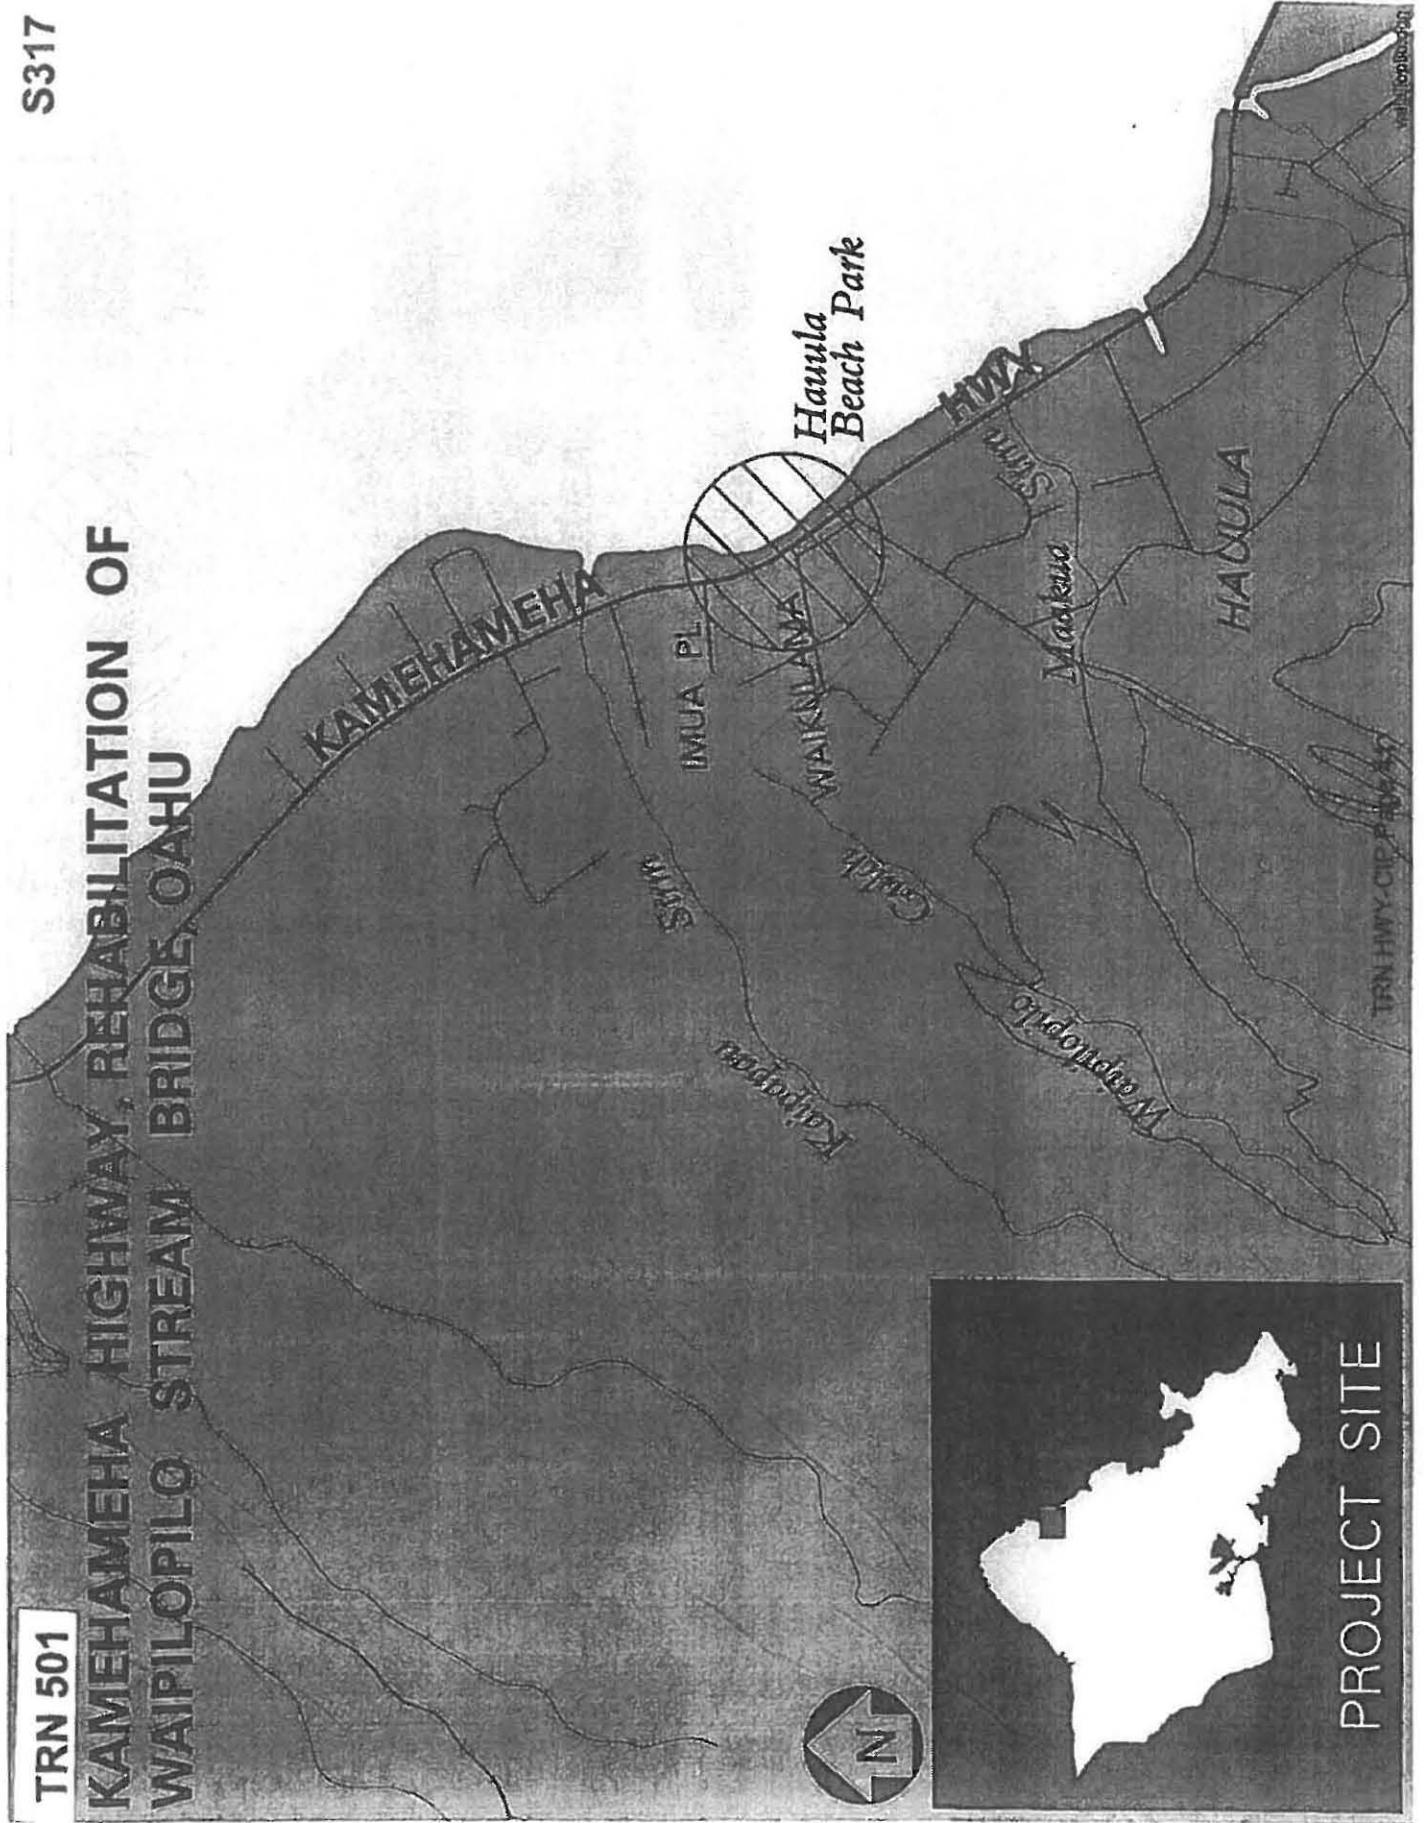 TRN 501
S317
KAMEHAMEHA HIGHWAY, REHABILITATION OF
WAIPILOPILO STREAM BRIDGE, OAHU
KAMEHAMEHA
HWY
IMUA PL
Hauula
Beach Park
Strm
Kaipapau
Gulch
Waipilopilo
Strm
Maakua
HAUULA
N
PROJECT SITE